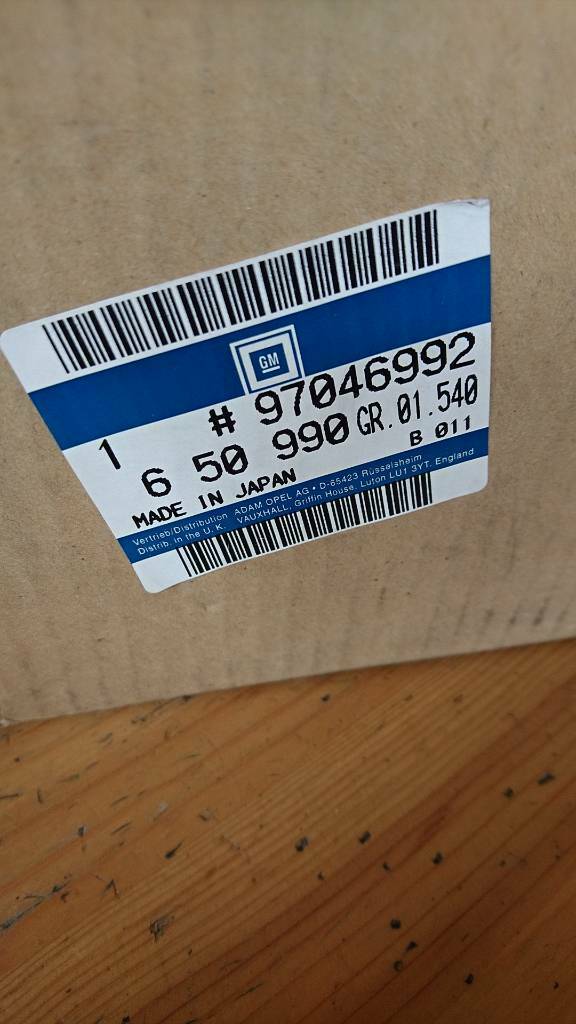 GM
# 97046992
1 6 50 990 GR.01.540
MADE IN JAPAN B 011
Vertrieb/Distribution ADAM OPEL AG • D-65423 Rüsselsheim
Distrib. in the U.K. VAUXHALL, Griffin House, Luton LU1 3YT. England